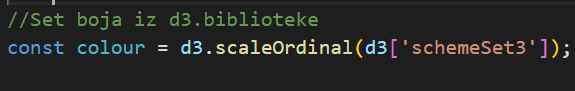 //Set boja iz d3.biblioteke
const colour = d3.scaleOrdinal(d3['schemeSet3']);